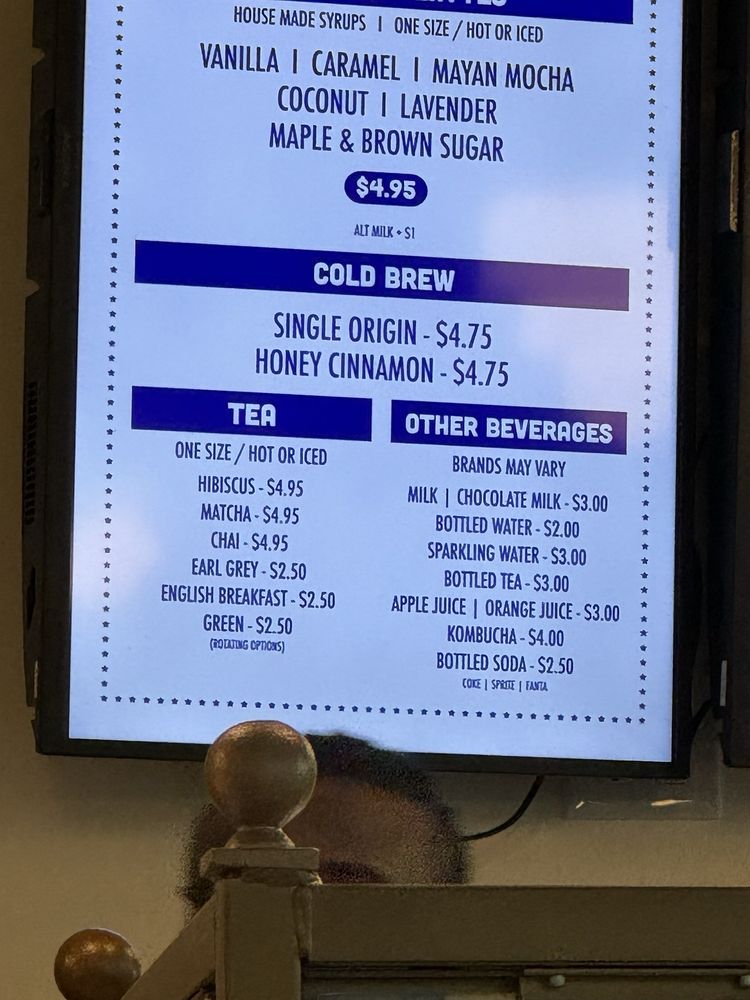 HOUSE MADE SYRUPS | ONE SIZE / HOT OR ICED
VANILLA | CARAMEL | MAYAN MOCHA
COCONUT | LAVENDER
MAPLE & BROWN SUGAR
$4.95
ALT MILK + $1
COLD BREW
SINGLE ORIGIN - $4.75
HONEY CINNAMON - $4.75
TEA
ONE SIZE / HOT OR ICED
HIBISCUS - $4.95
MATCHA - $4.95
CHAI - $4.95
EARL GREY - $2.50
ENGLISH BREAKFAST - $2.50
GREEN - $2.50
(ROTATING OPTIONS)
OTHER BEVERAGES
BRANDS MAY VARY
MILK | CHOCOLATE MILK - $3.00
BOTTLED WATER - $2.00
SPARKLING WATER - $3.00
BOTTLED TEA - $3.00
APPLE JUICE | ORANGE JUICE - $3.00
KOMBUCHA - $4.00
BOTTLED SODA - $2.50
COKE | SPRITE | FANTA